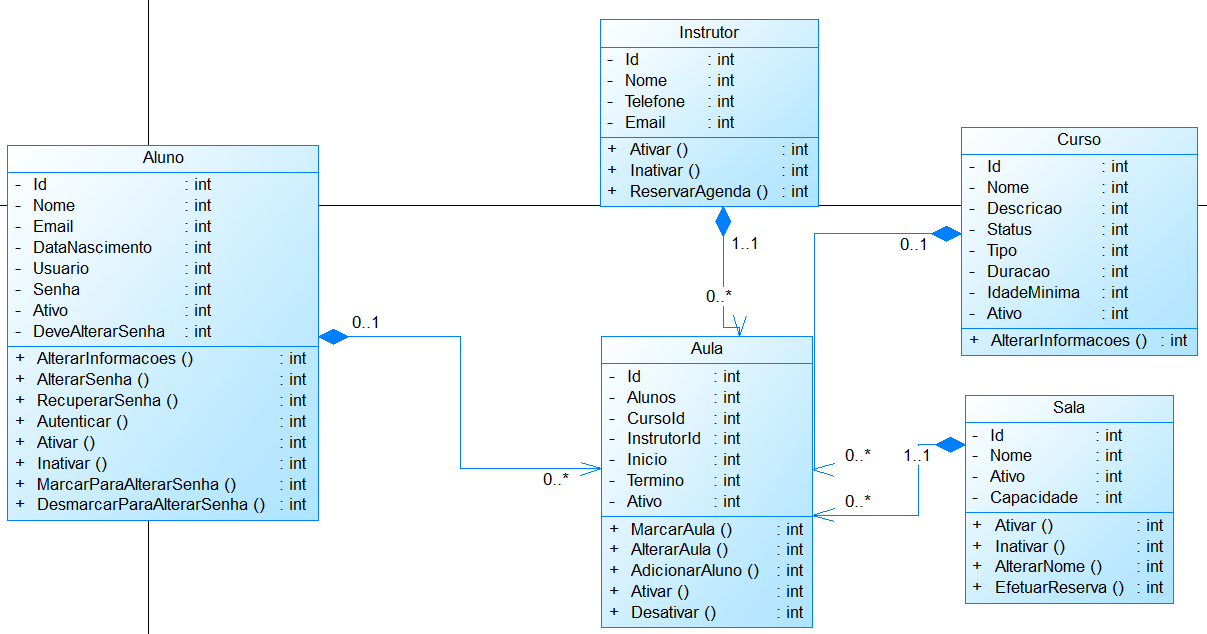 Instrutor
- Id : int
- Nome : int
- Telefone : int
- Email : int
+ Ativar () : int
+ Inativar () : int
+ ReservarAgenda () : int
1..1
0..*
Curso
- Id : int
- Nome : int
- Descricao : int
- Status : int
- Tipo : int
- Duracao : int
- IdadeMinima : int
- Ativo : int
+ AlterarInformacoes () : int
0..1
0..*
Aluno
- Id : int
- Nome : int
- Email : int
- DataNascimento : int
- Usuario : int
- Senha : int
- Ativo : int
- DeveAlterarSenha : int
+ AlterarInformacoes () : int
+ AlterarSenha () : int
+ RecuperarSenha () : int
+ Autenticar () : int
+ Ativar () : int
+ Inativar () : int
+ MarcarParaAlterarSenha () : int
+ DesmarcarParaAlterarSenha () : int
0..1
0..*
Aula
- Id : int
- Alunos : int
- CursoId : int
- InstrutorId : int
- Inicio : int
- Termino : int
- Ativo : int
+ MarcarAula () : int
+ AlterarAula () : int
+ AdicionarAluno () : int
+ Ativar () : int
+ Desativar () : int
Sala
- Id : int
- Nome : int
- Ativo : int
- Capacidade : int
+ Ativar () : int
+ Inativar () : int
+ AlterarNome () : int
+ EfetuarReserva () : int
1..1
0..*